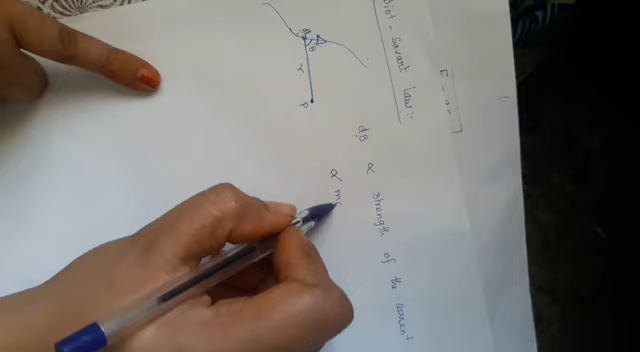 Biot - Savart Law:
dB ∝ strength of the current
∝ m
r
θ
P